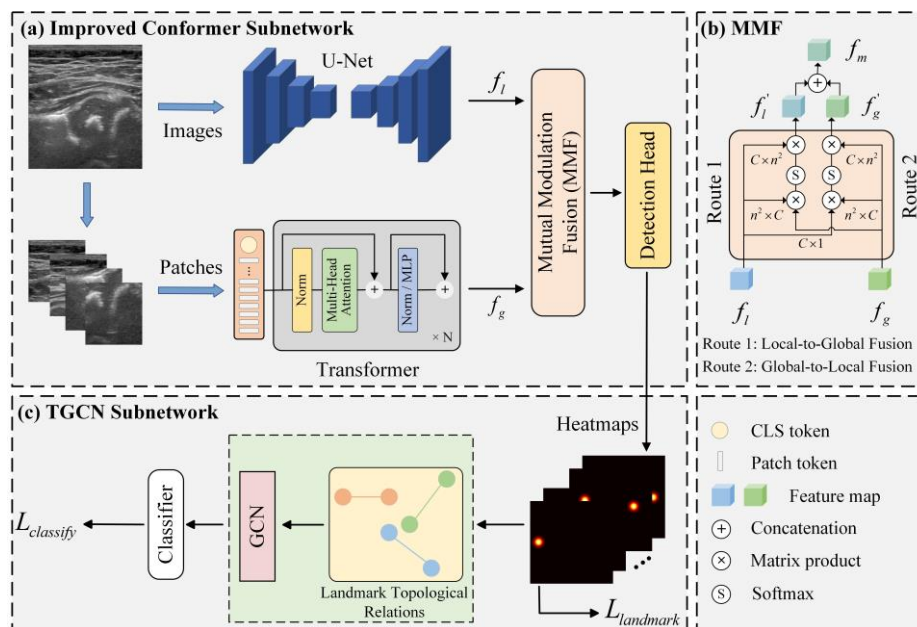 (a) Improved Conformer Subnetwork
U-Net
Images
f_l
Patches
...
Norm
Multi-Head
Attention
+
Norm / MLP
+
× N
Transformer
f_g
Mutual Modulation
Fusion (MMF)
Detection Head
(b) MMF
f_m
+
f_l'
f_g'
Route 1
Route 2
×
×
C×n²
C×n²
S
S
×
×
n²×C
n²×C
C×1
f_l
f_g
Route 1: Local-to-Global Fusion
Route 2: Global-to-Local Fusion
(c) TGCN Subnetwork
Heatmaps
L_classify
Classifier
GCN
Landmark Topological
Relations
L_landmark
CLS token
Patch token
Feature map
+ Concatenation
× Matrix product
S Softmax